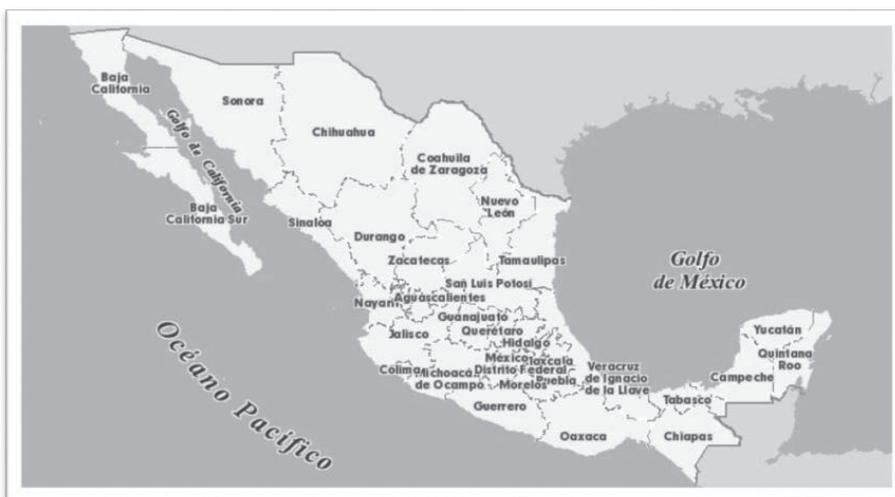 Baja
California
Sonora
Chihuahua
Golfo de California
Coahuila
de Zaragoza
Nuevo
León
Baja
California Sur
Sinaloa
Durango
Zacatecas
Tamaulipas
Golfo
de México
San Luis Potosí
Nayarit
Aguascalientes
Guanajuato
Querétaro
Hidalgo
Jalisco
Yucatán
Quintana
Roo
Campeche
México
Tlaxcala
Colima
Michoacán
de Ocampo
Distrito Federal
Puebla
Morelos
Veracruz
de Ignacio
de la Llave
Tabasco
Guerrero
Oaxaca
Chiapas
Océano Pacífico